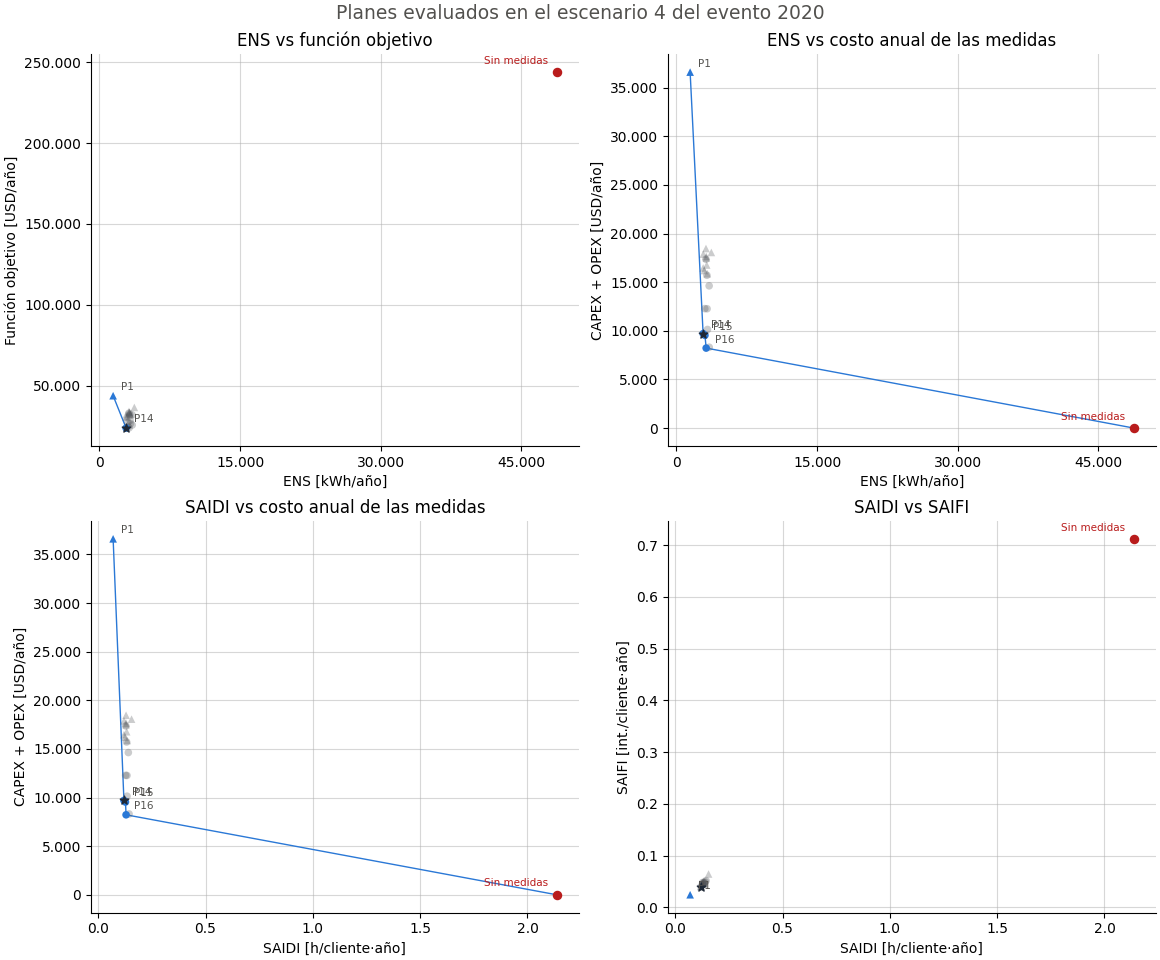 Planes evaluados en el escenario 4 del evento 2020
ENS vs función objetivo
Función objetivo [USD/año]
250.000
200.000
150.000
100.000
50.000
Sin medidas
P1
P14
0
15.000
30.000
45.000
ENS [kWh/año]
ENS vs costo anual de las medidas
CAPEX + OPEX [USD/año]
35.000
30.000
25.000
20.000
15.000
10.000
5.000
0
P1
P14
P15
P16
Sin medidas
0
15.000
30.000
45.000
ENS [kWh/año]
SAIDI vs costo anual de las medidas
CAPEX + OPEX [USD/año]
35.000
30.000
25.000
20.000
15.000
10.000
5.000
0
P1
P14
P15
P16
Sin medidas
0.0
0.5
1.0
1.5
2.0
SAIDI [h/cliente·año]
SAIDI vs SAIFI
SAIFI [int./cliente·año]
0.7
0.6
0.5
0.4
0.3
0.2
0.1
0.0
Sin medidas
0.0
0.5
1.0
1.5
2.0
SAIDI [h/cliente·año]